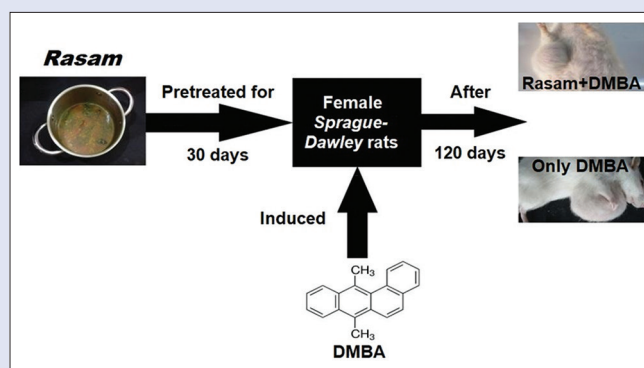 Rasam
Pretreated for
30 days
Female
Sprague-
Dawley rats
Induced
CH₃
CH₃
DMBA
After
120 days
Rasam+DMBA
Only DMBA